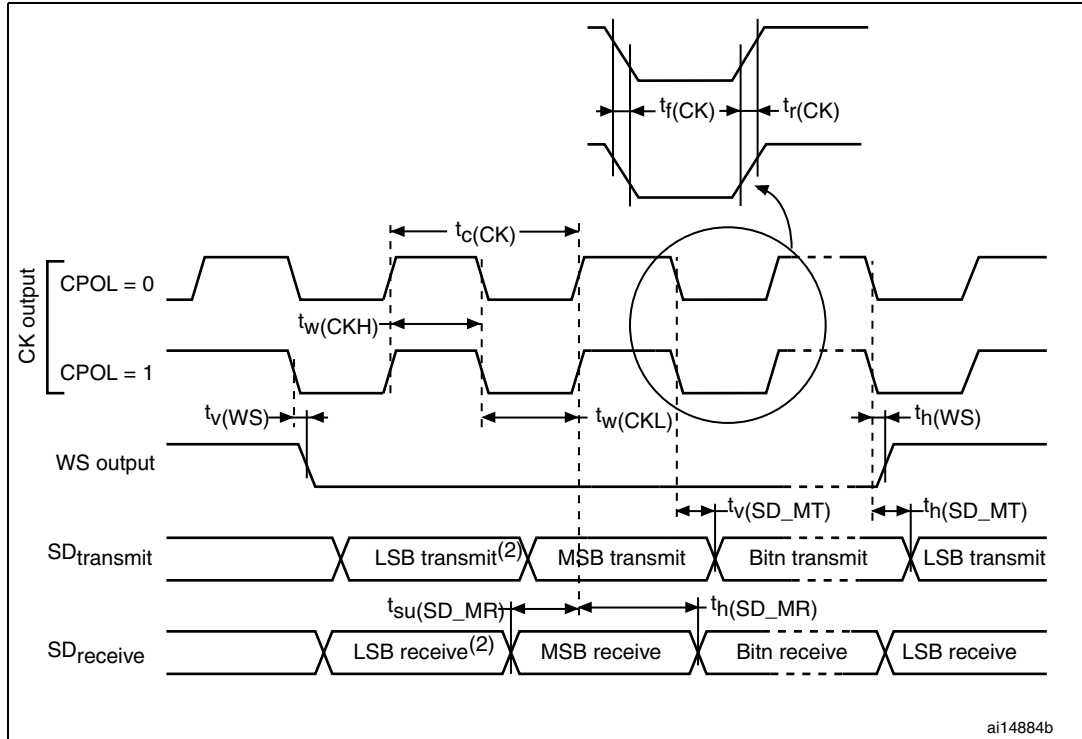 tf(CK)
tr(CK)
tc(CK)
CK output
CPOL = 0
tw(CKH)
CPOL = 1
tv(WS)
tw(CKL)
th(WS)
WS output
tv(SD_MT)
th(SD_MT)
SDtransmit
LSB transmit(2)
MSB transmit
Bitn transmit
LSB transmit
tsu(SD_MR)
th(SD_MR)
SDreceive
LSB receive(2)
MSB receive
Bitn receive
LSB receive
ai14884b